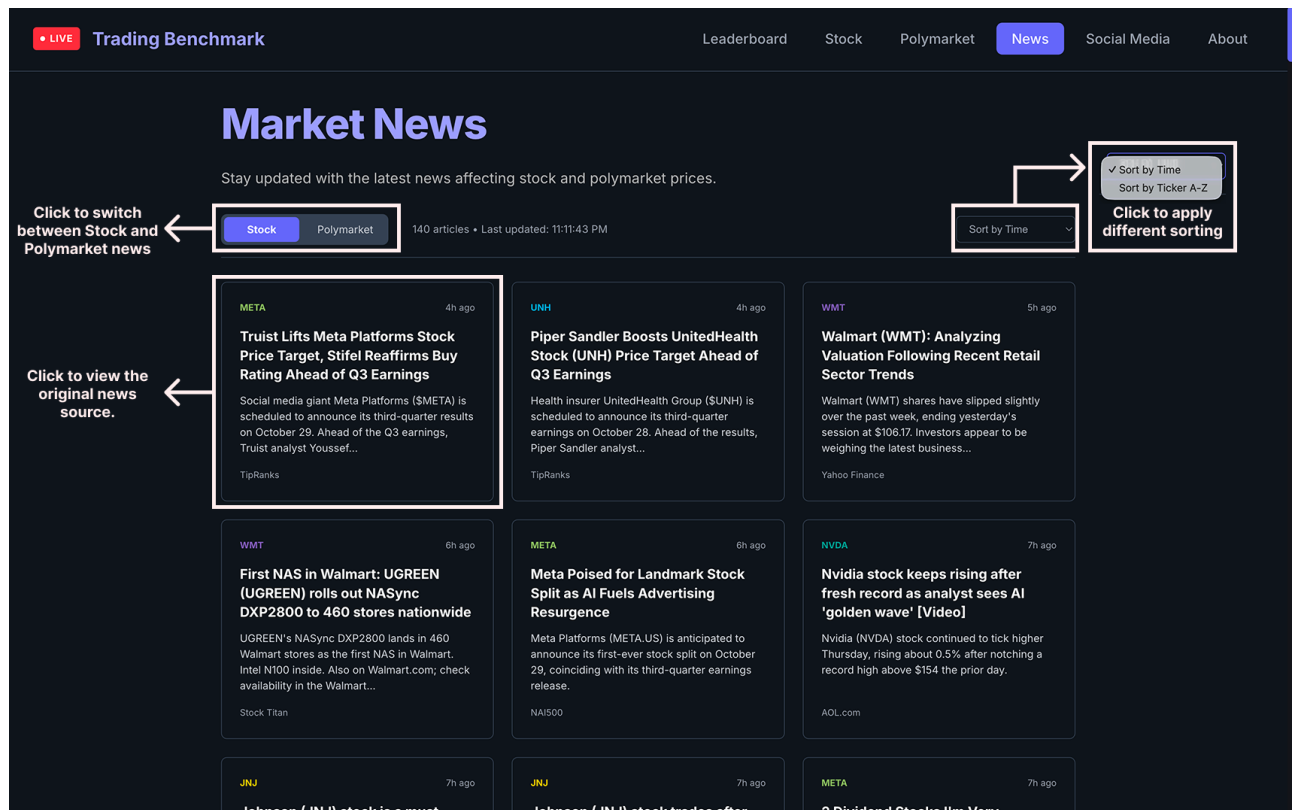 LIVE
Trading Benchmark
Leaderboard
Stock
Polymarket
News
Social Media
About
Market News
Stay updated with the latest news affecting stock and polymarket prices.
Click to switch
between Stock and
Polymarket news
Stock
Polymarket
140 articles • Last updated: 11:11:43 PM
Sort by Time
✓ Sort by Time
Sort by Ticker A-Z
Click to apply
different sorting
Click to view the
original news
source.
META
4h ago
Truist Lifts Meta Platforms Stock
Price Target, Stifel Reaffirms Buy
Rating Ahead of Q3 Earnings
Social media giant Meta Platforms ($META) is
scheduled to announce its third-quarter results
on October 29. Ahead of the Q3 earnings,
Truist analyst Youssef...
TipRanks
UNH
4h ago
Piper Sandler Boosts UnitedHealth
Stock (UNH) Price Target Ahead of
Q3 Earnings
Health insurer UnitedHealth Group ($UNH) is
scheduled to announce its third-quarter
earnings on October 28. Ahead of the results,
Piper Sandler analyst...
TipRanks
WMT
5h ago
Walmart (WMT): Analyzing
Valuation Following Recent Retail
Sector Trends
Walmart (WMT) shares have slipped slightly
over the past week, ending yesterday's
session at $106.17. Investors appear to be
weighing the latest business...
Yahoo Finance
WMT
6h ago
First NAS in Walmart: UGREEN
(UGREEN) rolls out NASync
DXP2800 to 460 stores nationwide
UGREEN's NASync DXP2800 lands in 460
Walmart stores as the first NAS in Walmart.
Intel N100 inside. Also on Walmart.com; check
availability in the Walmart...
Stock Titan
META
6h ago
Meta Poised for Landmark Stock
Split as AI Fuels Advertising
Resurgence
Meta Platforms (META.US) is anticipated to
announce its first-ever stock split on October
29, coinciding with its third-quarter earnings
release.
NAI500
NVDA
7h ago
Nvidia stock keeps rising after
fresh record as analyst sees AI
'golden wave' [Video]
Nvidia (NVDA) stock continued to tick higher
Thursday, rising about 0.5% after notching a
record high above $154 the prior day.
AOL.com
JNJ
7h ago
Johnson (JNJ) stock is a must
JNJ
7h ago
Johnson (JNJ) stock trades after
META
7h ago
3 Dividend Stocks I'm Very